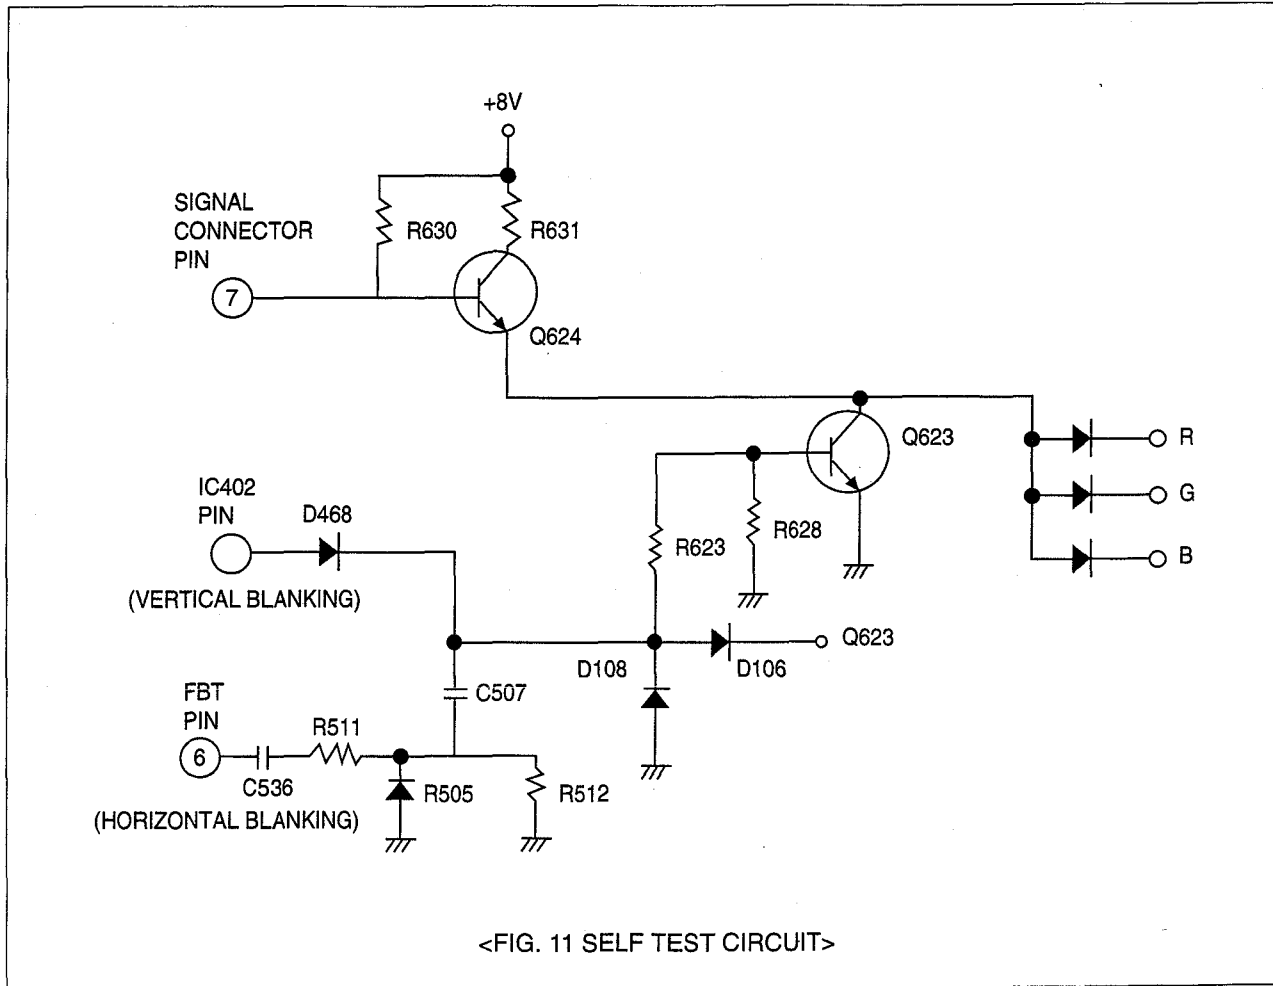 +8V
SIGNAL
CONNECTOR
PIN
7
R630
R631
Q624
Q623
R
G
B
IC402
PIN
D468
(VERTICAL BLANKING)
R623
R628
Q623
D108
D106
C507
FBT
PIN
6
R511
C536
R505
R512
(HORIZONTAL BLANKING)
<FIG. 11 SELF TEST CIRCUIT>